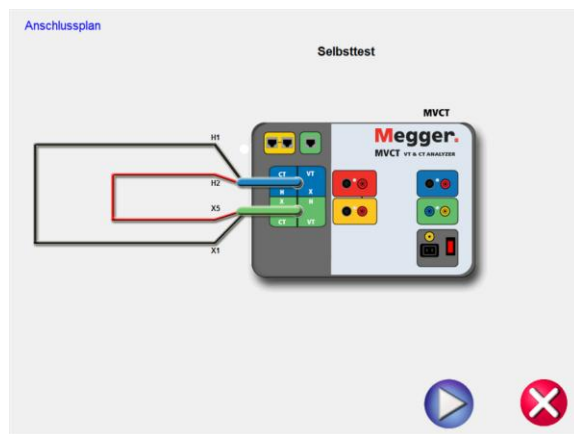 Anschlussplan
Selbsttest
MVCT
Megger.
MVCT VT & CT ANALYZER
H1
H2
X5
X1
CT VT
H X
X H
CT VT